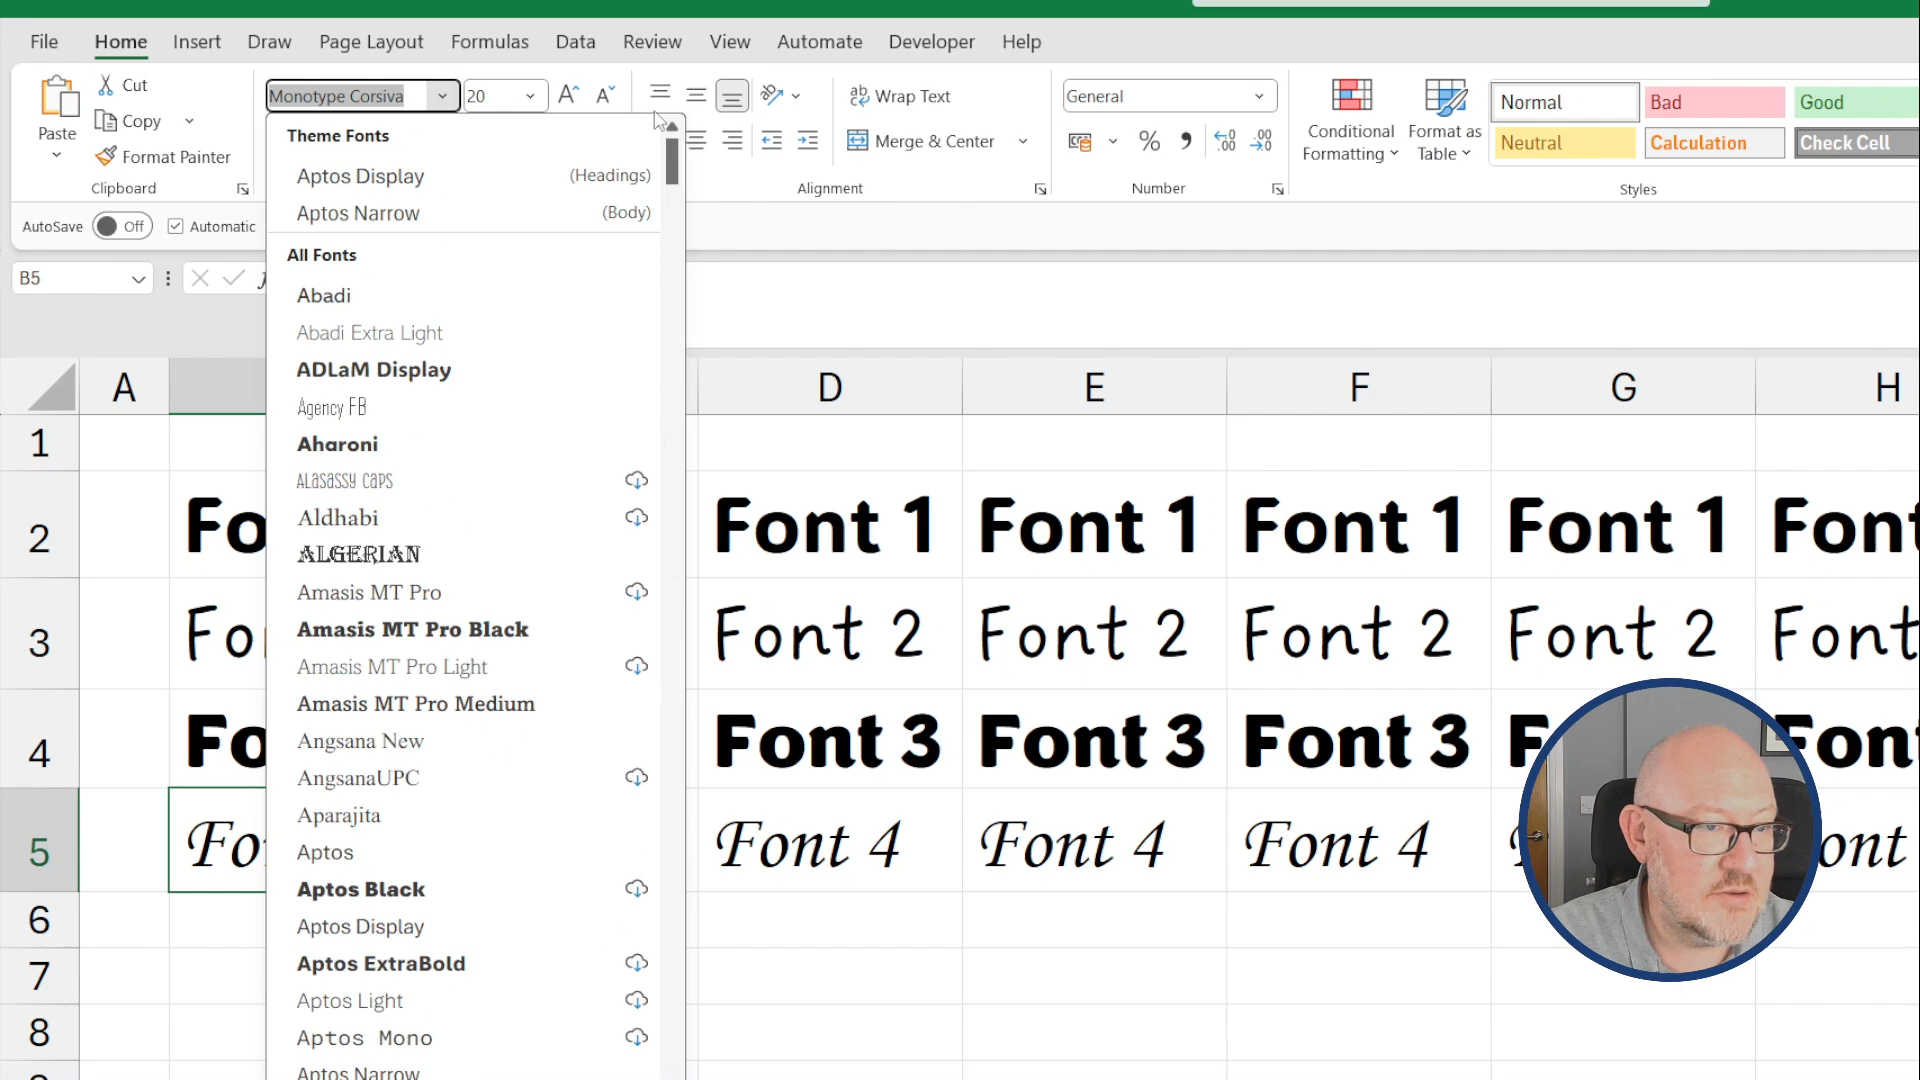 File Home Insert Draw Page Layout Formulas Data Review View Automate Developer Help
Paste
Cut
Copy
Format Painter
Clipboard
Monotype Corsiva
20
Wrap Text
Merge & Center
Alignment
General
%
Number
Conditional
Formatting
Format as
Table
Normal
Bad
Good
Neutral
Calculation
Check Cell
Styles
AutoSave Off Automatic
B5
Theme Fonts
Aptos Display (Headings)
Aptos Narrow (Body)
All Fonts
Abadi
Abadi Extra Light
ADLaM Display
Agency FB
Aharoni
Alasassy Caps
Aldhabi
ALGERIAN
Amasis MT Pro
Amasis MT Pro Black
Amasis MT Pro Light
Amasis MT Pro Medium
Angsana New
AngsanaUPC
Aparajita
Aptos
Aptos Black
Aptos Display
Aptos ExtraBold
Aptos Light
Aptos Mono
Aptos Narrow
A D E F G H
1
2 Fo Font 1 Font 1 Font 1 Font 1 Font
3 Fo Font 2 Font 2 Font 2 Font 2 Font
4 Fo Font 3 Font 3 Font 3 F Font
5 Fo Font 4 Font 4 Font 4 ont
6
7
8